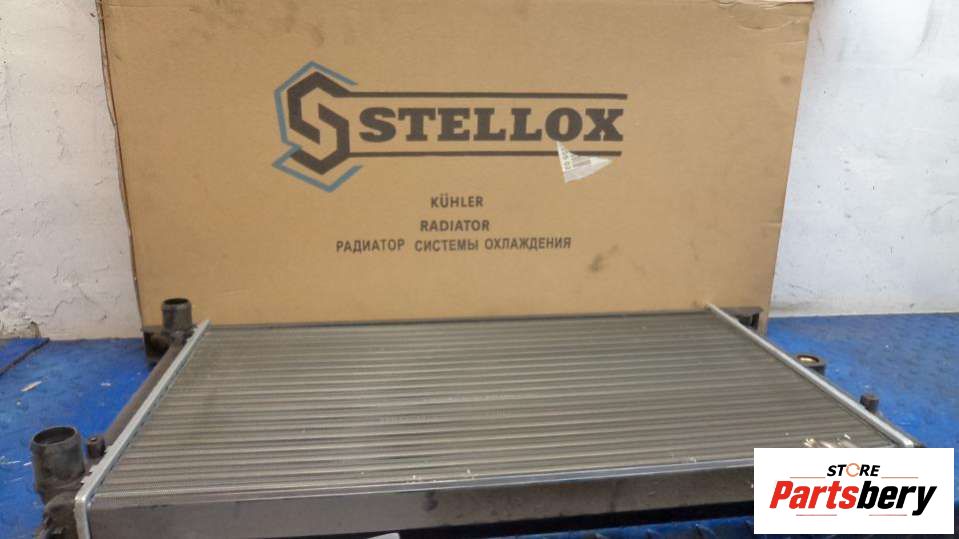 STELLOX
KÜHLER
RADIATOR
РАДИАТОР СИСТЕМЫ ОХЛАЖДЕНИЯ
STORE
Partsbery